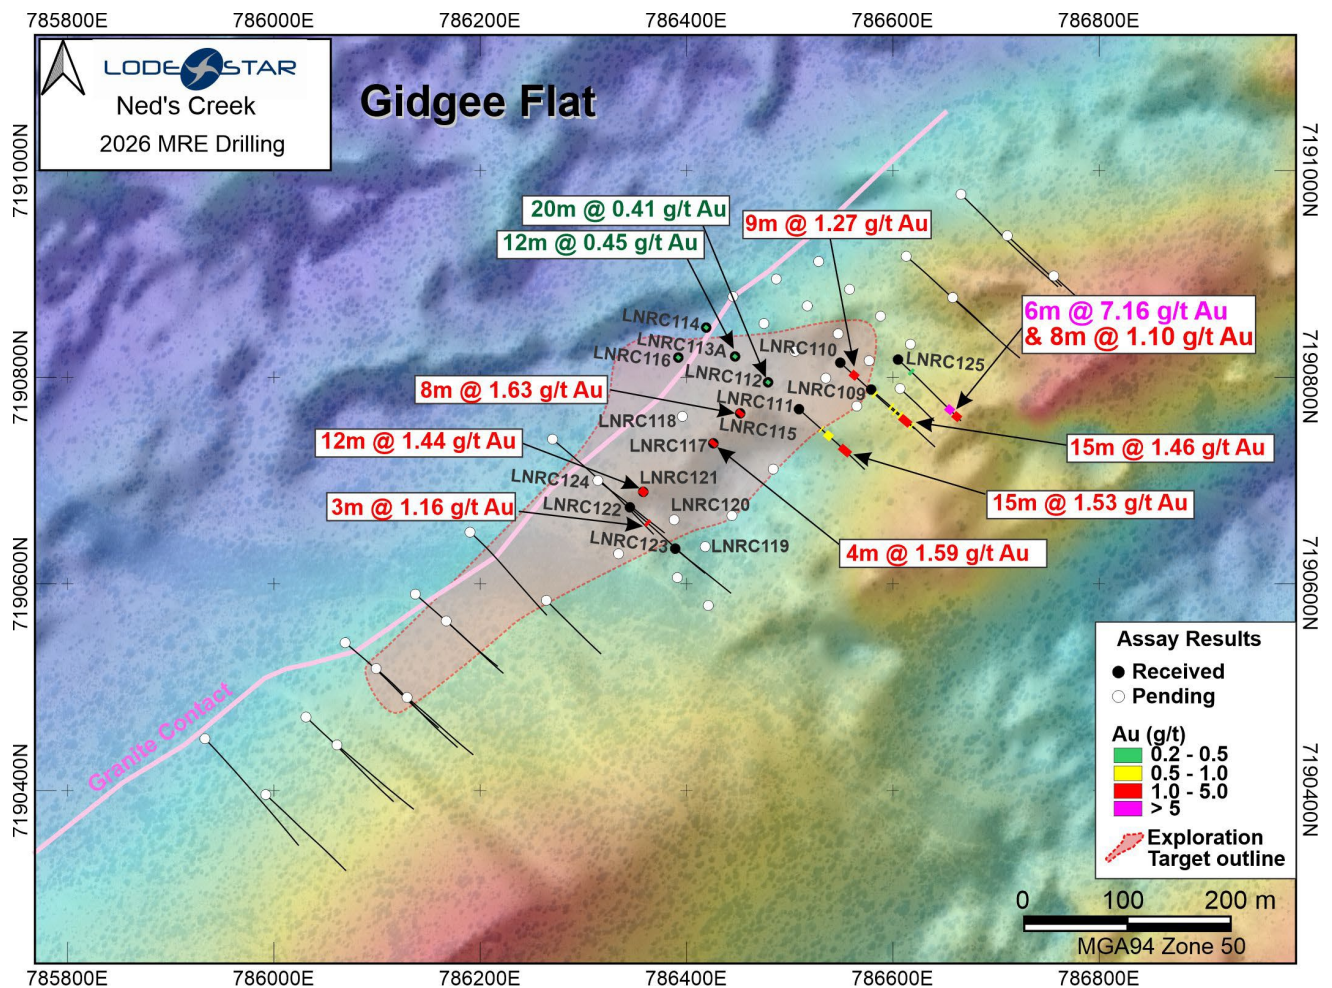 785800E 786000E 786200E 786400E 786600E 786800E
LODESTAR
Ned's Creek
2026 MRE Drilling
Gidgee Flat
7191000N
7191000N
20m @ 0.41 g/t Au
9m @ 1.27 g/t Au
12m @ 0.45 g/t Au
6m @ 7.16 g/t Au
& 8m @ 1.10 g/t Au
LNRC114
LNRC113A
LNRC110
LNRC116
LNRC125
LNRC112
7190800N
7190800N
8m @ 1.63 g/t Au
LNRC109
LNRC111
LNRC118
LNRC115
12m @ 1.44 g/t Au
LNRC117
15m @ 1.46 g/t Au
LNRC124
LNRC121
3m @ 1.16 g/t Au
LNRC122
LNRC120
15m @ 1.53 g/t Au
LNRC123
LNRC119
4m @ 1.59 g/t Au
7190600N
7190600N
Granite Contact
7190400N
7190400N
Assay Results
Received
Pending
Au (g/t)
0.2 - 0.5
0.5 - 1.0
1.0 - 5.0
> 5
Exploration
Target outline
0 100 200 m
MGA94 Zone 50
785800E 786000E 786200E 786400E 786600E 786800E